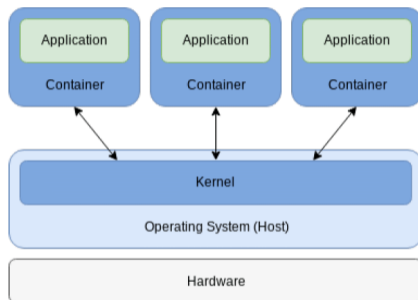 Application
Application
Application
Container
Container
Container
Kernel
Operating System (Host)
Hardware